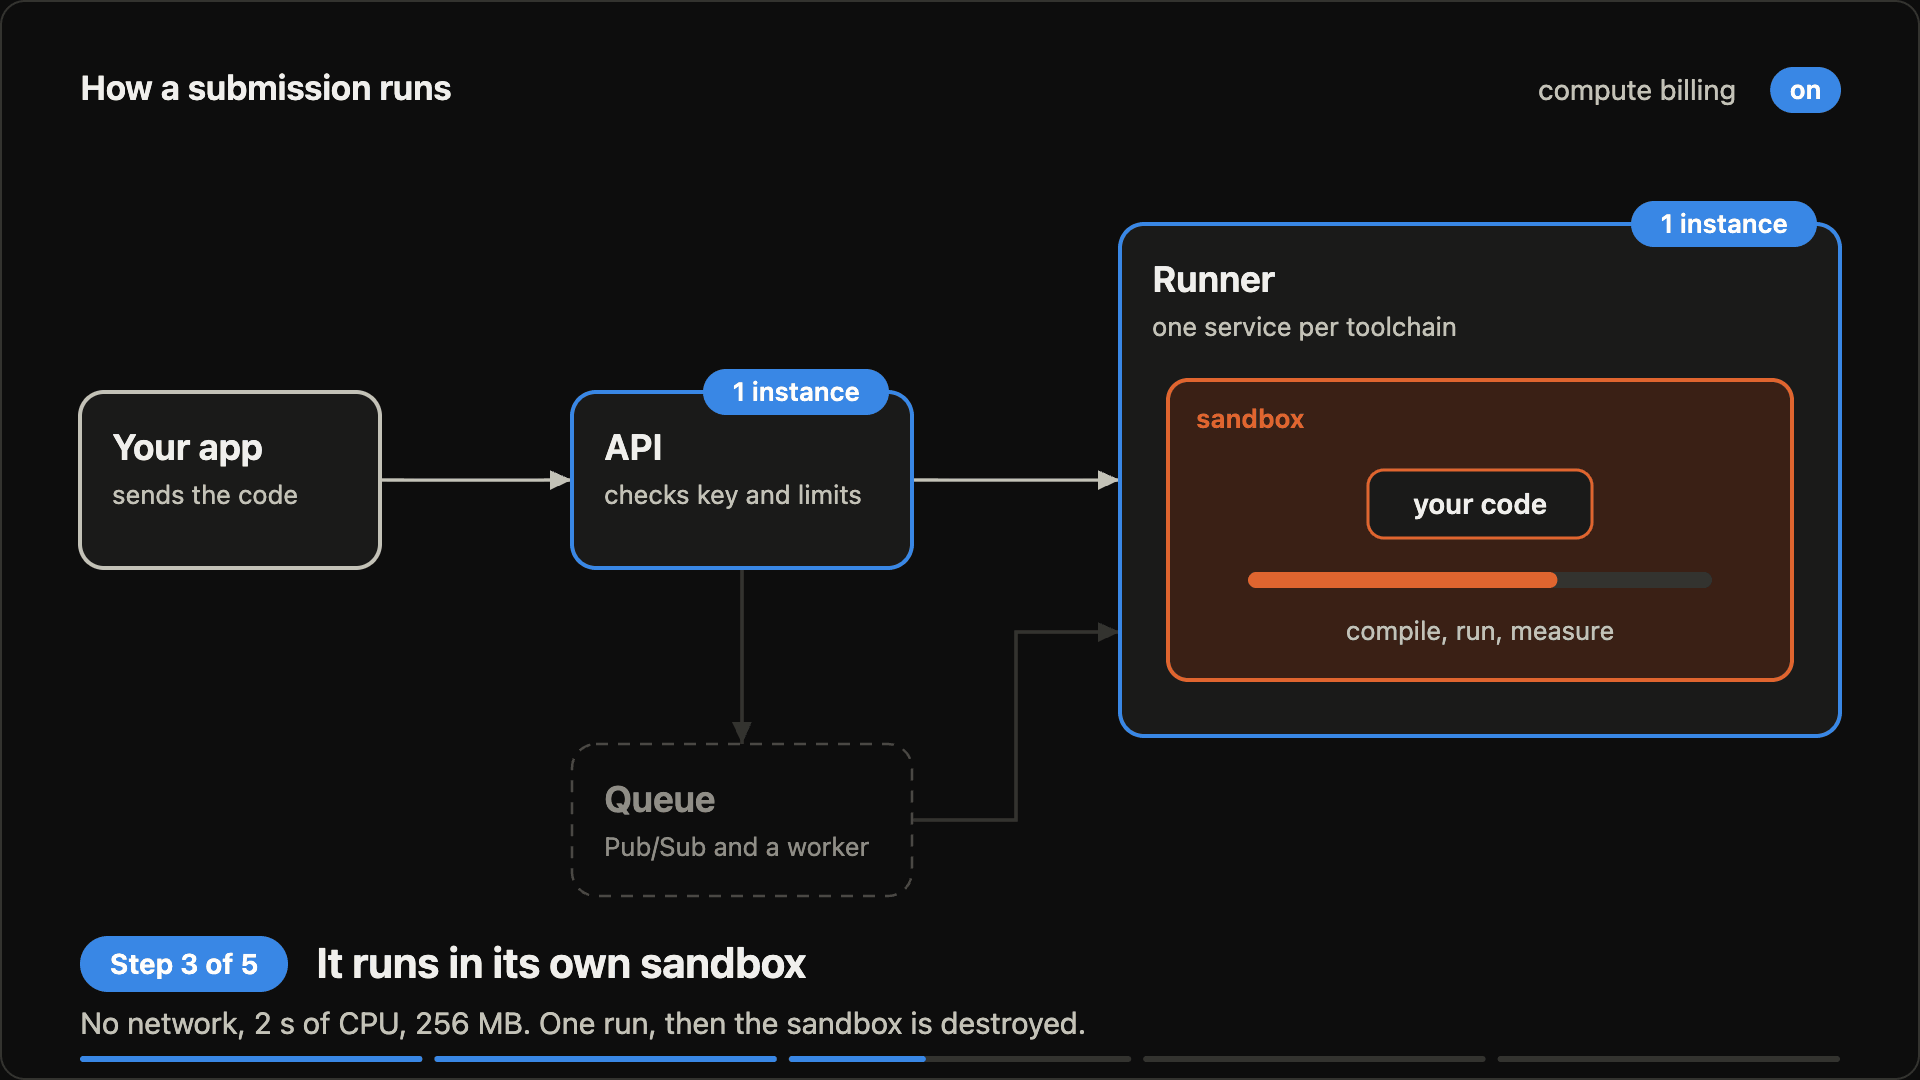 How a submission runs
compute billing
on
1 instance
Runner
one service per toolchain
1 instance
Your app
sends the code
API
checks key and limits
sandbox
your code
compile, run, measure
Queue
Pub/Sub and a worker
Step 3 of 5
It runs in its own sandbox
No network, 2 s of CPU, 256 MB. One run, then the sandbox is destroyed.